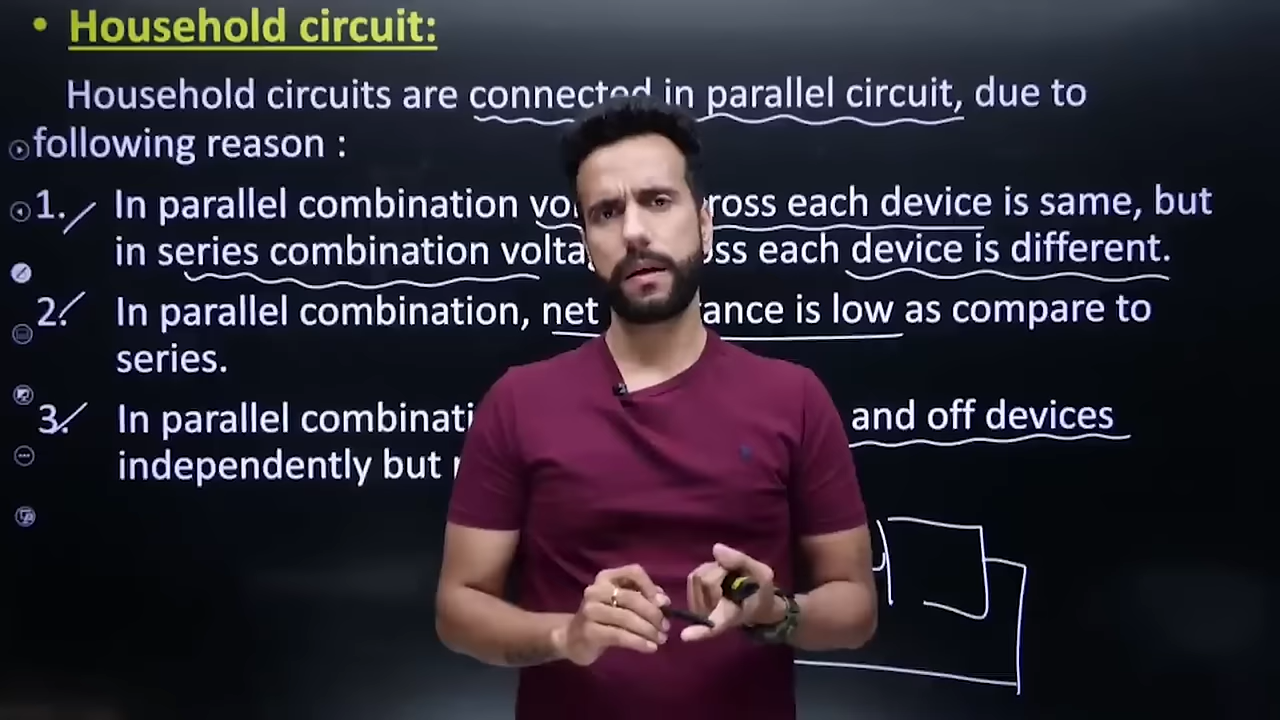 • Household circuit:
Household circuits are connected in parallel circuit, due to
following reason :
1. In parallel combination across each device is same, but
in series combination each device is different.
2. In parallel combination, net is low as compare to
series.
3. In parallel and off devices
independently but